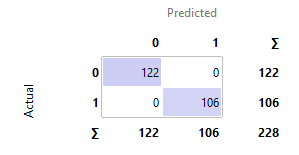 Predicted
0 1 Σ
0 122 0 122
Actual
1 0 106 106
Σ 122 106 228